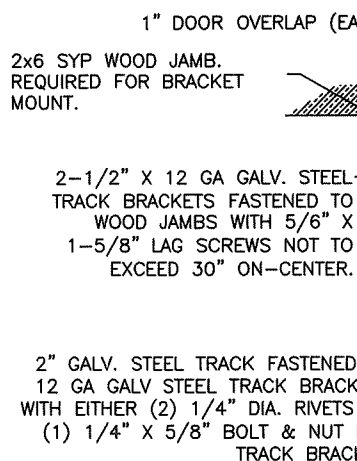 1" DOOR OVERLAP (EA
2x6 SYP WOOD JAMB.
REQUIRED FOR BRACKET
MOUNT.
2-1/2" X 12 GA GALV. STEEL
TRACK BRACKETS FASTENED TO
WOOD JAMBS WITH 5/6" X
1-5/8" LAG SCREWS NOT TO
EXCEED 30" ON-CENTER.
2" GALV. STEEL TRACK FASTENED
12 GA GALV STEEL TRACK BRACK
WITH EITHER (2) 1/4" DIA. RIVETS
(1) 1/4" X 5/8" BOLT & NUT
TRACK BRAC